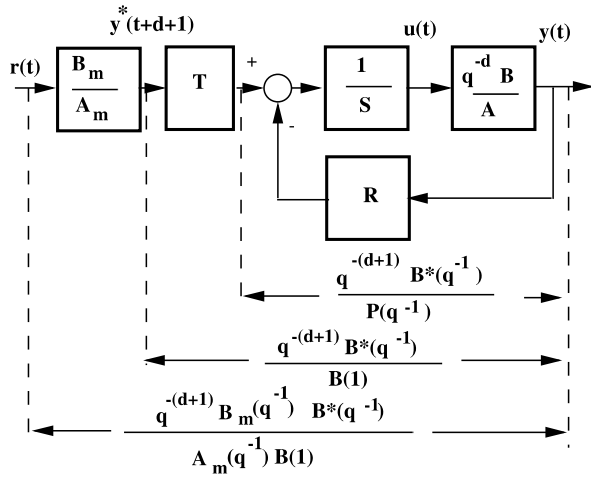 y*(t+d+1)
r(t)
B_m
A_m
T
+
-
1
S
u(t)
q^-d B
A
y(t)
R
q^-(d+1) B*(q^-1)
P(q^-1)
q^-(d+1) B*(q^-1)
B(1)
q^-(d+1) B_m(q^-1) B*(q^-1)
A_m(q^-1) B(1)